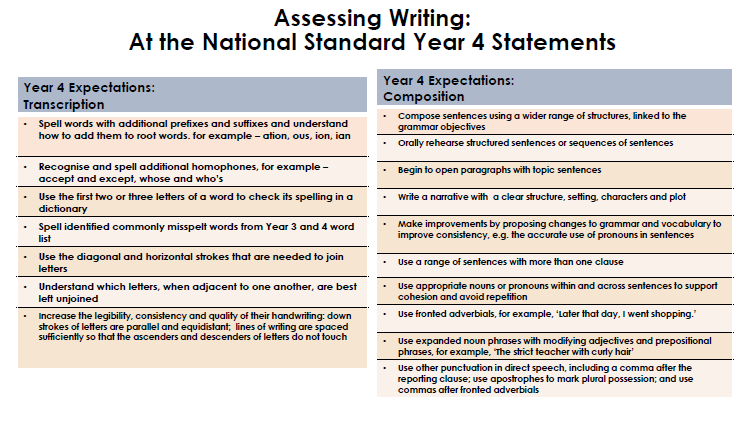 Assessing Writing:
At the National Standard Year 4 Statements
Year 4 Expectations:
Transcription
• Spell words with additional prefixes and suffixes and understand
how to add them to root words. for example – ation, ous, ion, ian
• Recognise and spell additional homophones, for example –
accept and except, whose and who's
• Use the first two or three letters of a word to check its spelling in a
dictionary
• Spell identified commonly misspelt words from Year 3 and 4 word
list
• Use the diagonal and horizontal strokes that are needed to join
letters
• Understand which letters, when adjacent to one another, are best
left unjoined
• Increase the legibility, consistency and quality of their handwriting: down
strokes of letters are parallel and equidistant; lines of writing are spaced
sufficiently so that the ascenders and descenders of letters do not touch
Year 4 Expectations:
Composition
• Compose sentences using a wider range of structures, linked to the
grammar objectives
• Orally rehearse structured sentences or sequences of sentences
• Begin to open paragraphs with topic sentences
• Write a narrative with a clear structure, setting, characters and plot
• Make improvements by proposing changes to grammar and vocabulary to
improve consistency, e.g. the accurate use of pronouns in sentences
• Use a range of sentences with more than one clause
• Use appropriate nouns or pronouns within and across sentences to support
cohesion and avoid repetition
• Use fronted adverbials, for example, 'Later that day, I went shopping.'
• Use expanded noun phrases with modifying adjectives and prepositional
phrases, for example, 'The strict teacher with curly hair'
• Use other punctuation in direct speech, including a comma after the
reporting clause; use apostrophes to mark plural possession; and use
commas after fronted adverbials